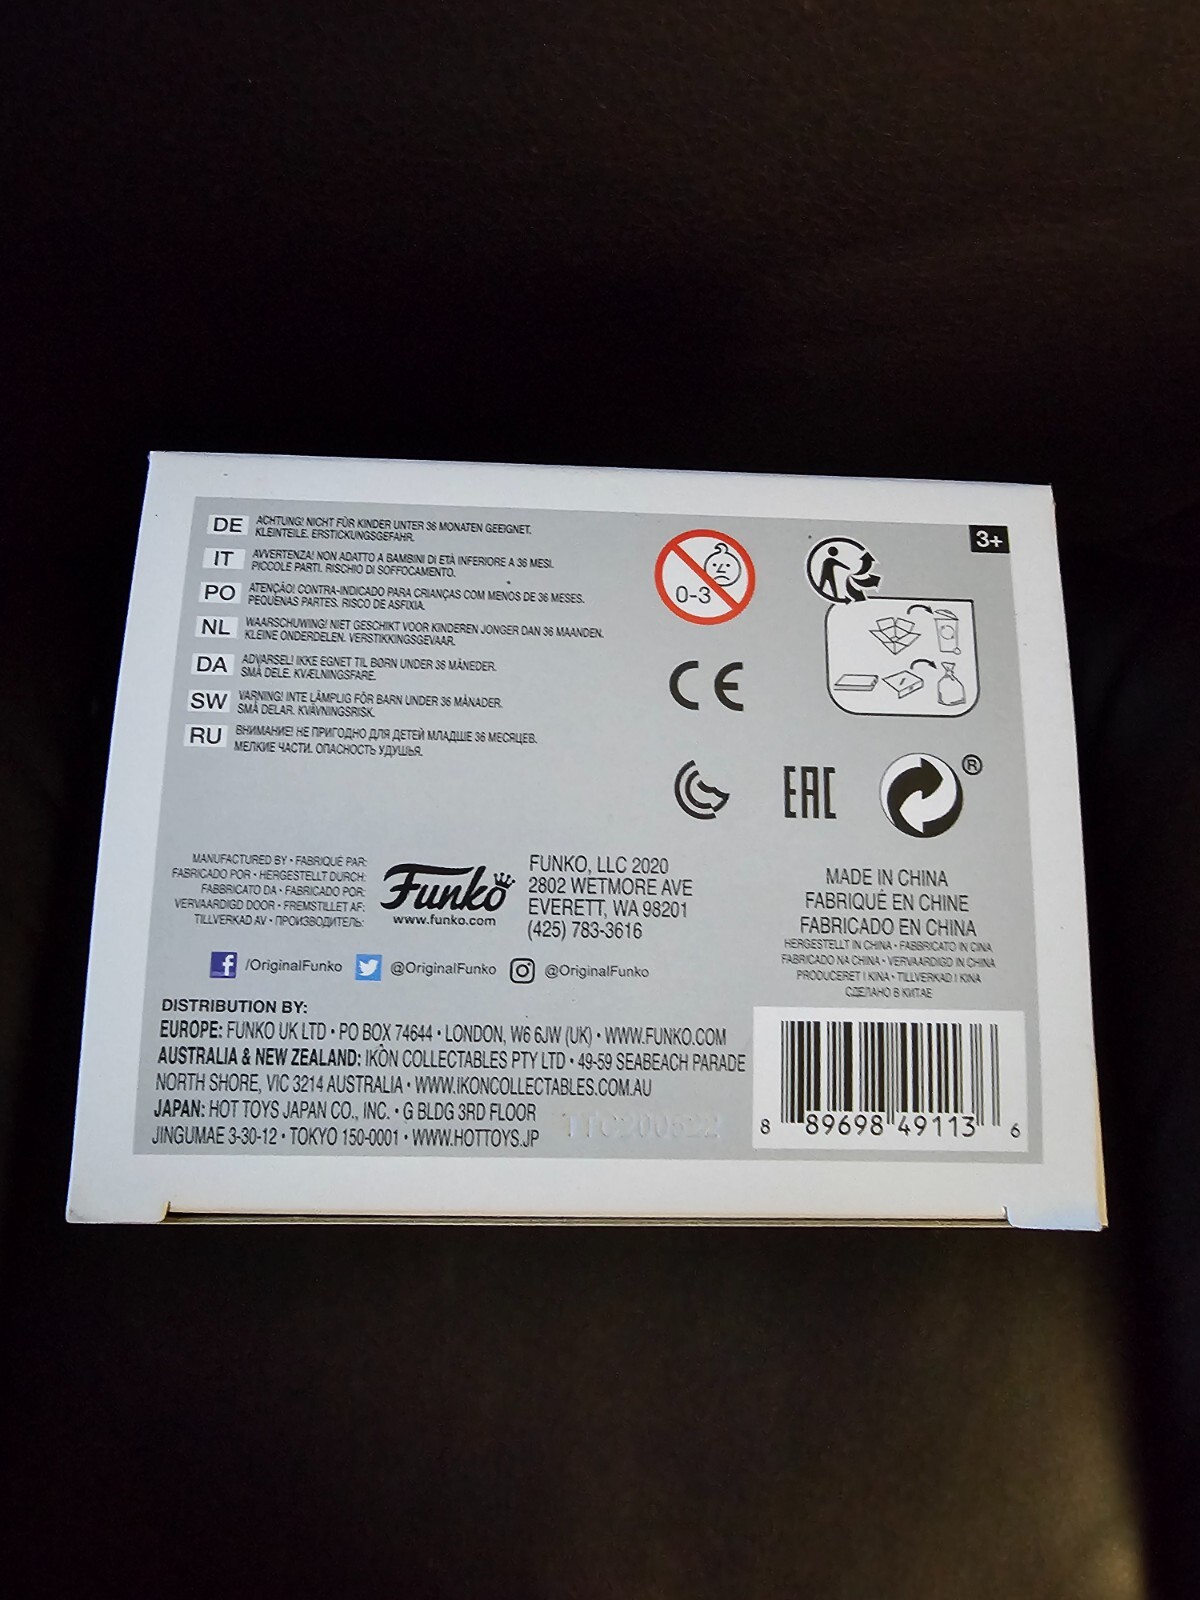 DE ACHTUNG! NICHT FÜR KINDER UNTER 36 MONATEN GEEIGNET.
KLEINTEILE. ERSTICKUNGSGEFAHR.
IT AVVERTENZA! NON ADATTO A BAMBINI DI ETÀ INFERIORE A 36 MESI.
PICCOLE PARTI. RISCHIO DI SOFFOCAMENTO.
PO ATENÇÃO! CONTRA-INDICADO PARA CRIANÇAS COM MENOS DE 36 MESES.
PEQUENAS PARTES. RISCO DE ASFIXIA.
NL WAARSCHUWING! NIET GESCHIKT VOOR KINDEREN JONGER DAN 36 MAANDEN.
KLEINE ONDERDELEN. VERSTIKKINGSGEVAAR.
DA ADVARSEL! IKKE EGNET TIL BØRN UNDER 36 MÅNEDER.
SMÅ DELE. KVÆLNINGSFARE.
SW VARNING! INTE LÄMPLIG FÖR BARN UNDER 36 MÅNADER.
SMÅ DELAR. KVÄVNINGSRISK.
RU ВНИМАНИЕ! НЕ ПРИГОДНО ДЛЯ ДЕТЕЙ МЛАДШЕ 36 МЕСЯЦЕВ.
МЕЛКИЕ ЧАСТИ. ОПАСНОСТЬ УДУШЬЯ.
0-3
3+
CE
EAC
®
MANUFACTURED BY • FABRIQUÉ PAR:
FABRICADO POR • HERGESTELLT DURCH:
FABBRICATO DA • FABRICADO POR:
VERVAARDIGD DOOR • FREMSTILLET AF:
TILLVERKAD AV • ПРОИЗВОДИТЕЛЬ:
Funko
www.funko.com
FUNKO, LLC 2020
2802 WETMORE AVE
EVERETT, WA 98201
(425) 783-3616
MADE IN CHINA
FABRIQUÉ EN CHINE
FABRICADO EN CHINA
HERGESTELLT IN CHINA • FABBRICATO IN CINA
FABRICADO NA CHINA • VERVAARDIGD IN CHINA
PRODUCERET I KINA • TILLVERKAD I KINA
СДЕЛАНО В КИТАЕ
/OriginalFunko @OriginalFunko @OriginalFunko
DISTRIBUTION BY:
EUROPE: FUNKO UK LTD • PO BOX 74644 • LONDON, W6 6JW (UK) • WWW.FUNKO.COM
AUSTRALIA & NEW ZEALAND: IKON COLLECTABLES PTY LTD • 49-59 SEABEACH PARADE
NORTH SHORE, VIC 3214 AUSTRALIA • WWW.IKONCOLLECTABLES.COM.AU
JAPAN: HOT TOYS JAPAN CO., INC. • G BLDG 3RD FLOOR
JINGUMAE 3-30-12 • TOKYO 150-0001 • WWW.HOTTOYS.JP
8 89698 49113 6